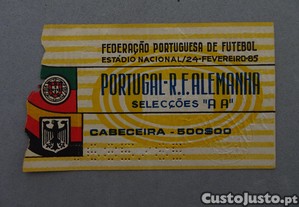 FEDERAÇÃO PORTUGUESA DE FUTEBOL
ESTÁDIO NACIONAL/24-FEVEREIRO-85
PORTUGAL-R.F. ALEMANHA
SELECÇÕES "A A"
CABECEIRA - 500$00
CustoJusto.pt